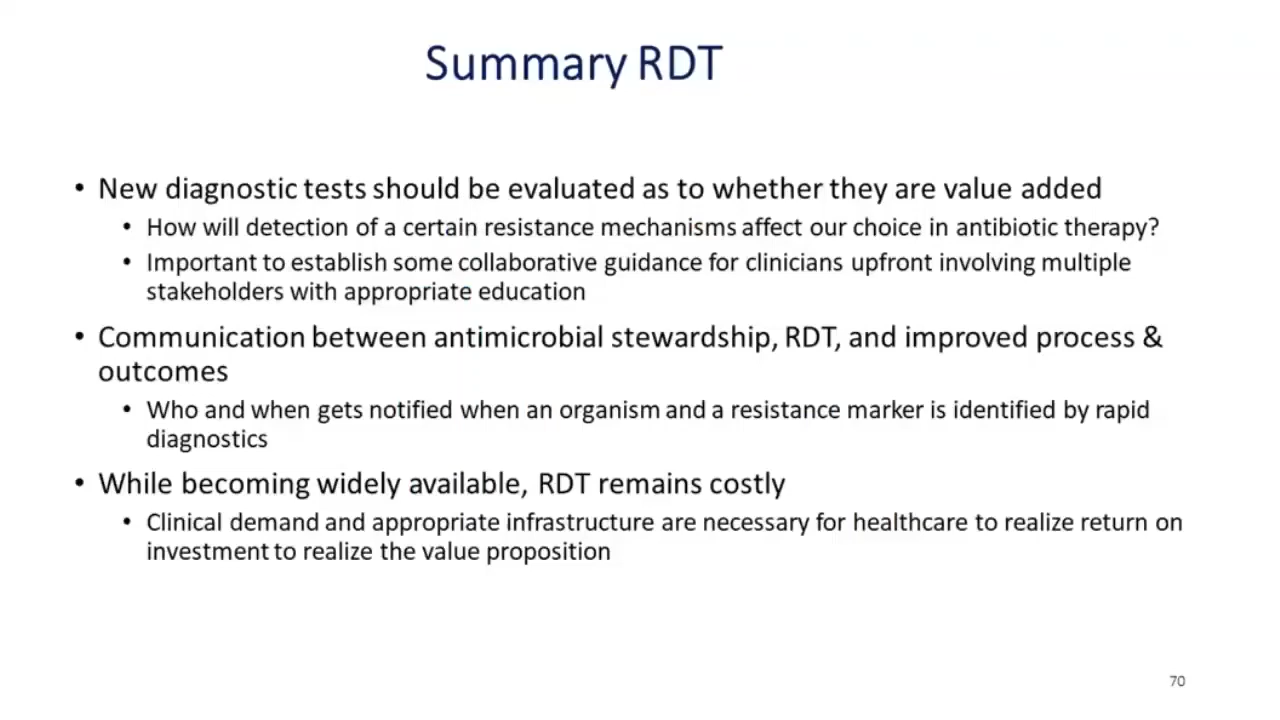 Summary RDT
• New diagnostic tests should be evaluated as to whether they are value added
• How will detection of a certain resistance mechanisms affect our choice in antibiotic therapy?
• Important to establish some collaborative guidance for clinicians upfront involving multiple
stakeholders with appropriate education
• Communication between antimicrobial stewardship, RDT, and improved process &
outcomes
• Who and when gets notified when an organism and a resistance marker is identified by rapid
diagnostics
• While becoming widely available, RDT remains costly
• Clinical demand and appropriate infrastructure are necessary for healthcare to realize return on
investment to realize the value proposition
70